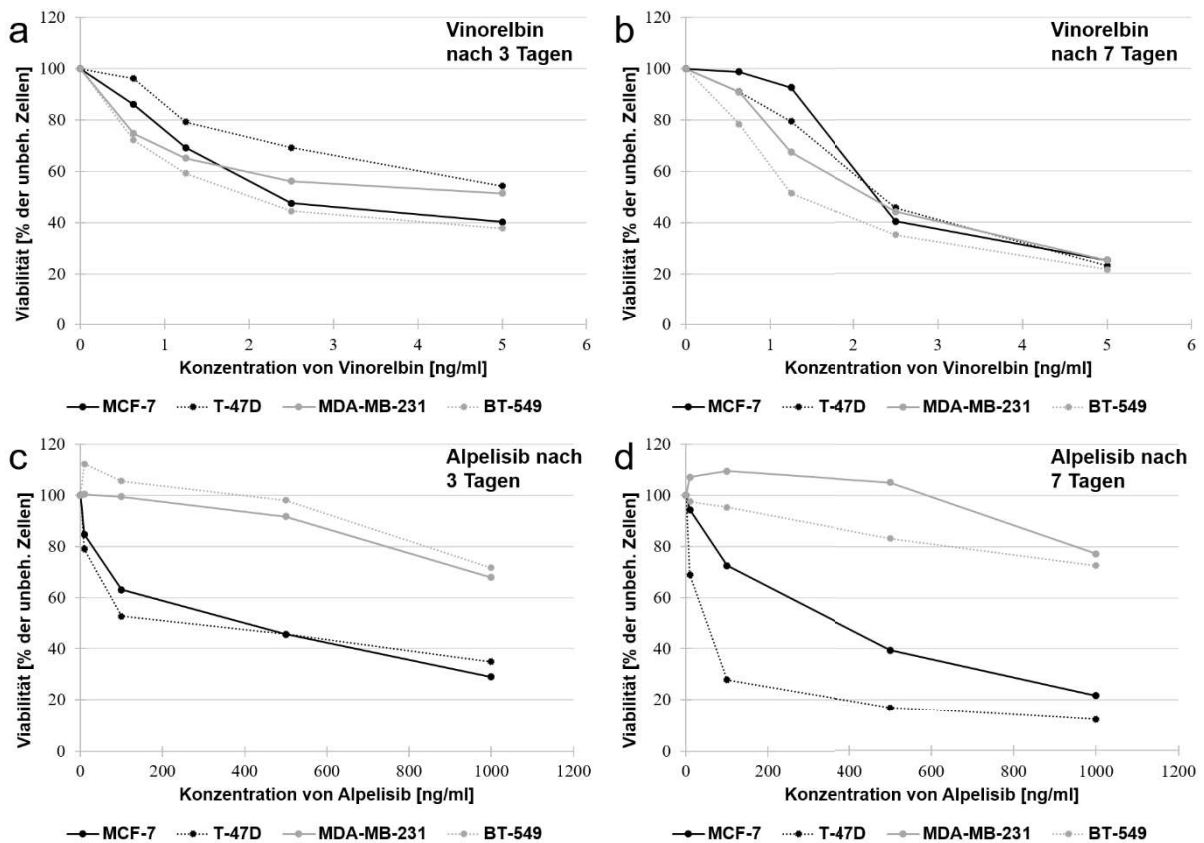 a
Vinorelbin
nach 3 Tagen
Viabilität [% der unbeh. Zellen]
120
100
80
60
40
20
0
0 1 2 3 4 5 6
Konzentration von Vinorelbin [ng/ml]
MCF-7 T-47D MDA-MB-231 BT-549
b
Vinorelbin
nach 7 Tagen
Viabilität [% der unbeh. Zellen]
120
100
80
60
40
20
0
0 1 2 3 4 5 6
Konzentration von Vinorelbin [ng/ml]
MCF-7 T-47D MDA-MB-231 BT-549
c
Alpelisib nach
3 Tagen
Viabilität [% der unbeh. Zellen]
120
100
80
60
40
20
0
0 200 400 600 800 1000 1200
Konzentration von Alpelisib [ng/ml]
MCF-7 T-47D MDA-MB-231 BT-549
d
Alpelisib nach
7 Tagen
Viabilität [% der unbeh. Zellen]
120
100
80
60
40
20
0
0 200 400 600 800 1000 1200
Konzentration von Alpelisib [ng/ml]
MCF-7 T-47D MDA-MB-231 BT-549